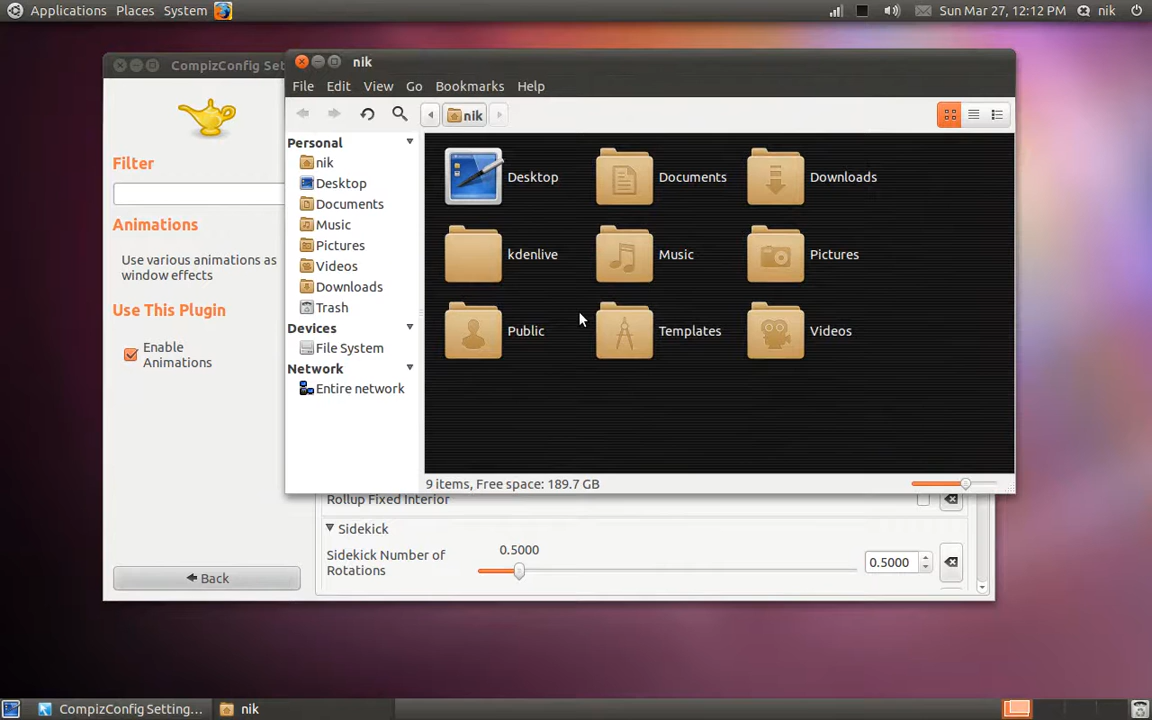 Applications Places System
Sun Mar 27, 12:12 PM nik
CompizConfig Set
nik
File Edit View Go Bookmarks Help
nik
Filter
Animations
Use various animations as
window effects
Use This Plugin
Enable
Animations
Back
Personal
nik
Desktop
Documents
Music
Pictures
Videos
Downloads
Trash
Devices
File System
Network
Entire network
Desktop Documents Downloads
kdenlive Music Pictures
Public Templates Videos
9 items, Free space: 189.7 GB
Rollup Fixed Interior
Sidekick
Sidekick Number of
Rotations
0.5000
0.5000
CompizConfig Setting...
nik